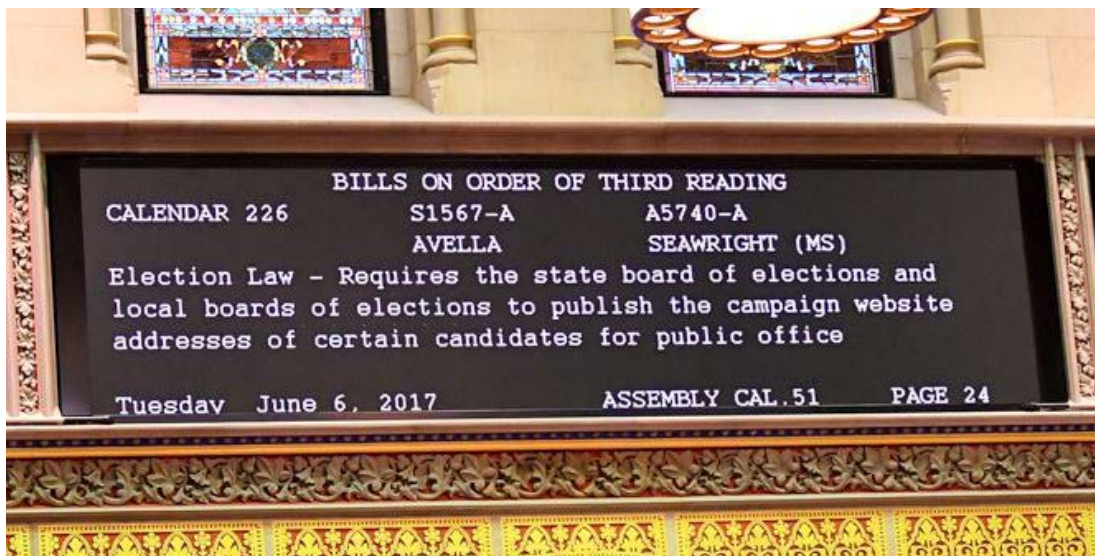 BILLS ON ORDER OF THIRD READING
CALENDAR 226 S1567-A A5740-A
AVELLA SEAWRIGHT (MS)
Election Law - Requires the state board of elections and
local boards of elections to publish the campaign website
addresses of certain candidates for public office
Tuesday June 6, 2017 ASSEMBLY CAL.51 PAGE 24